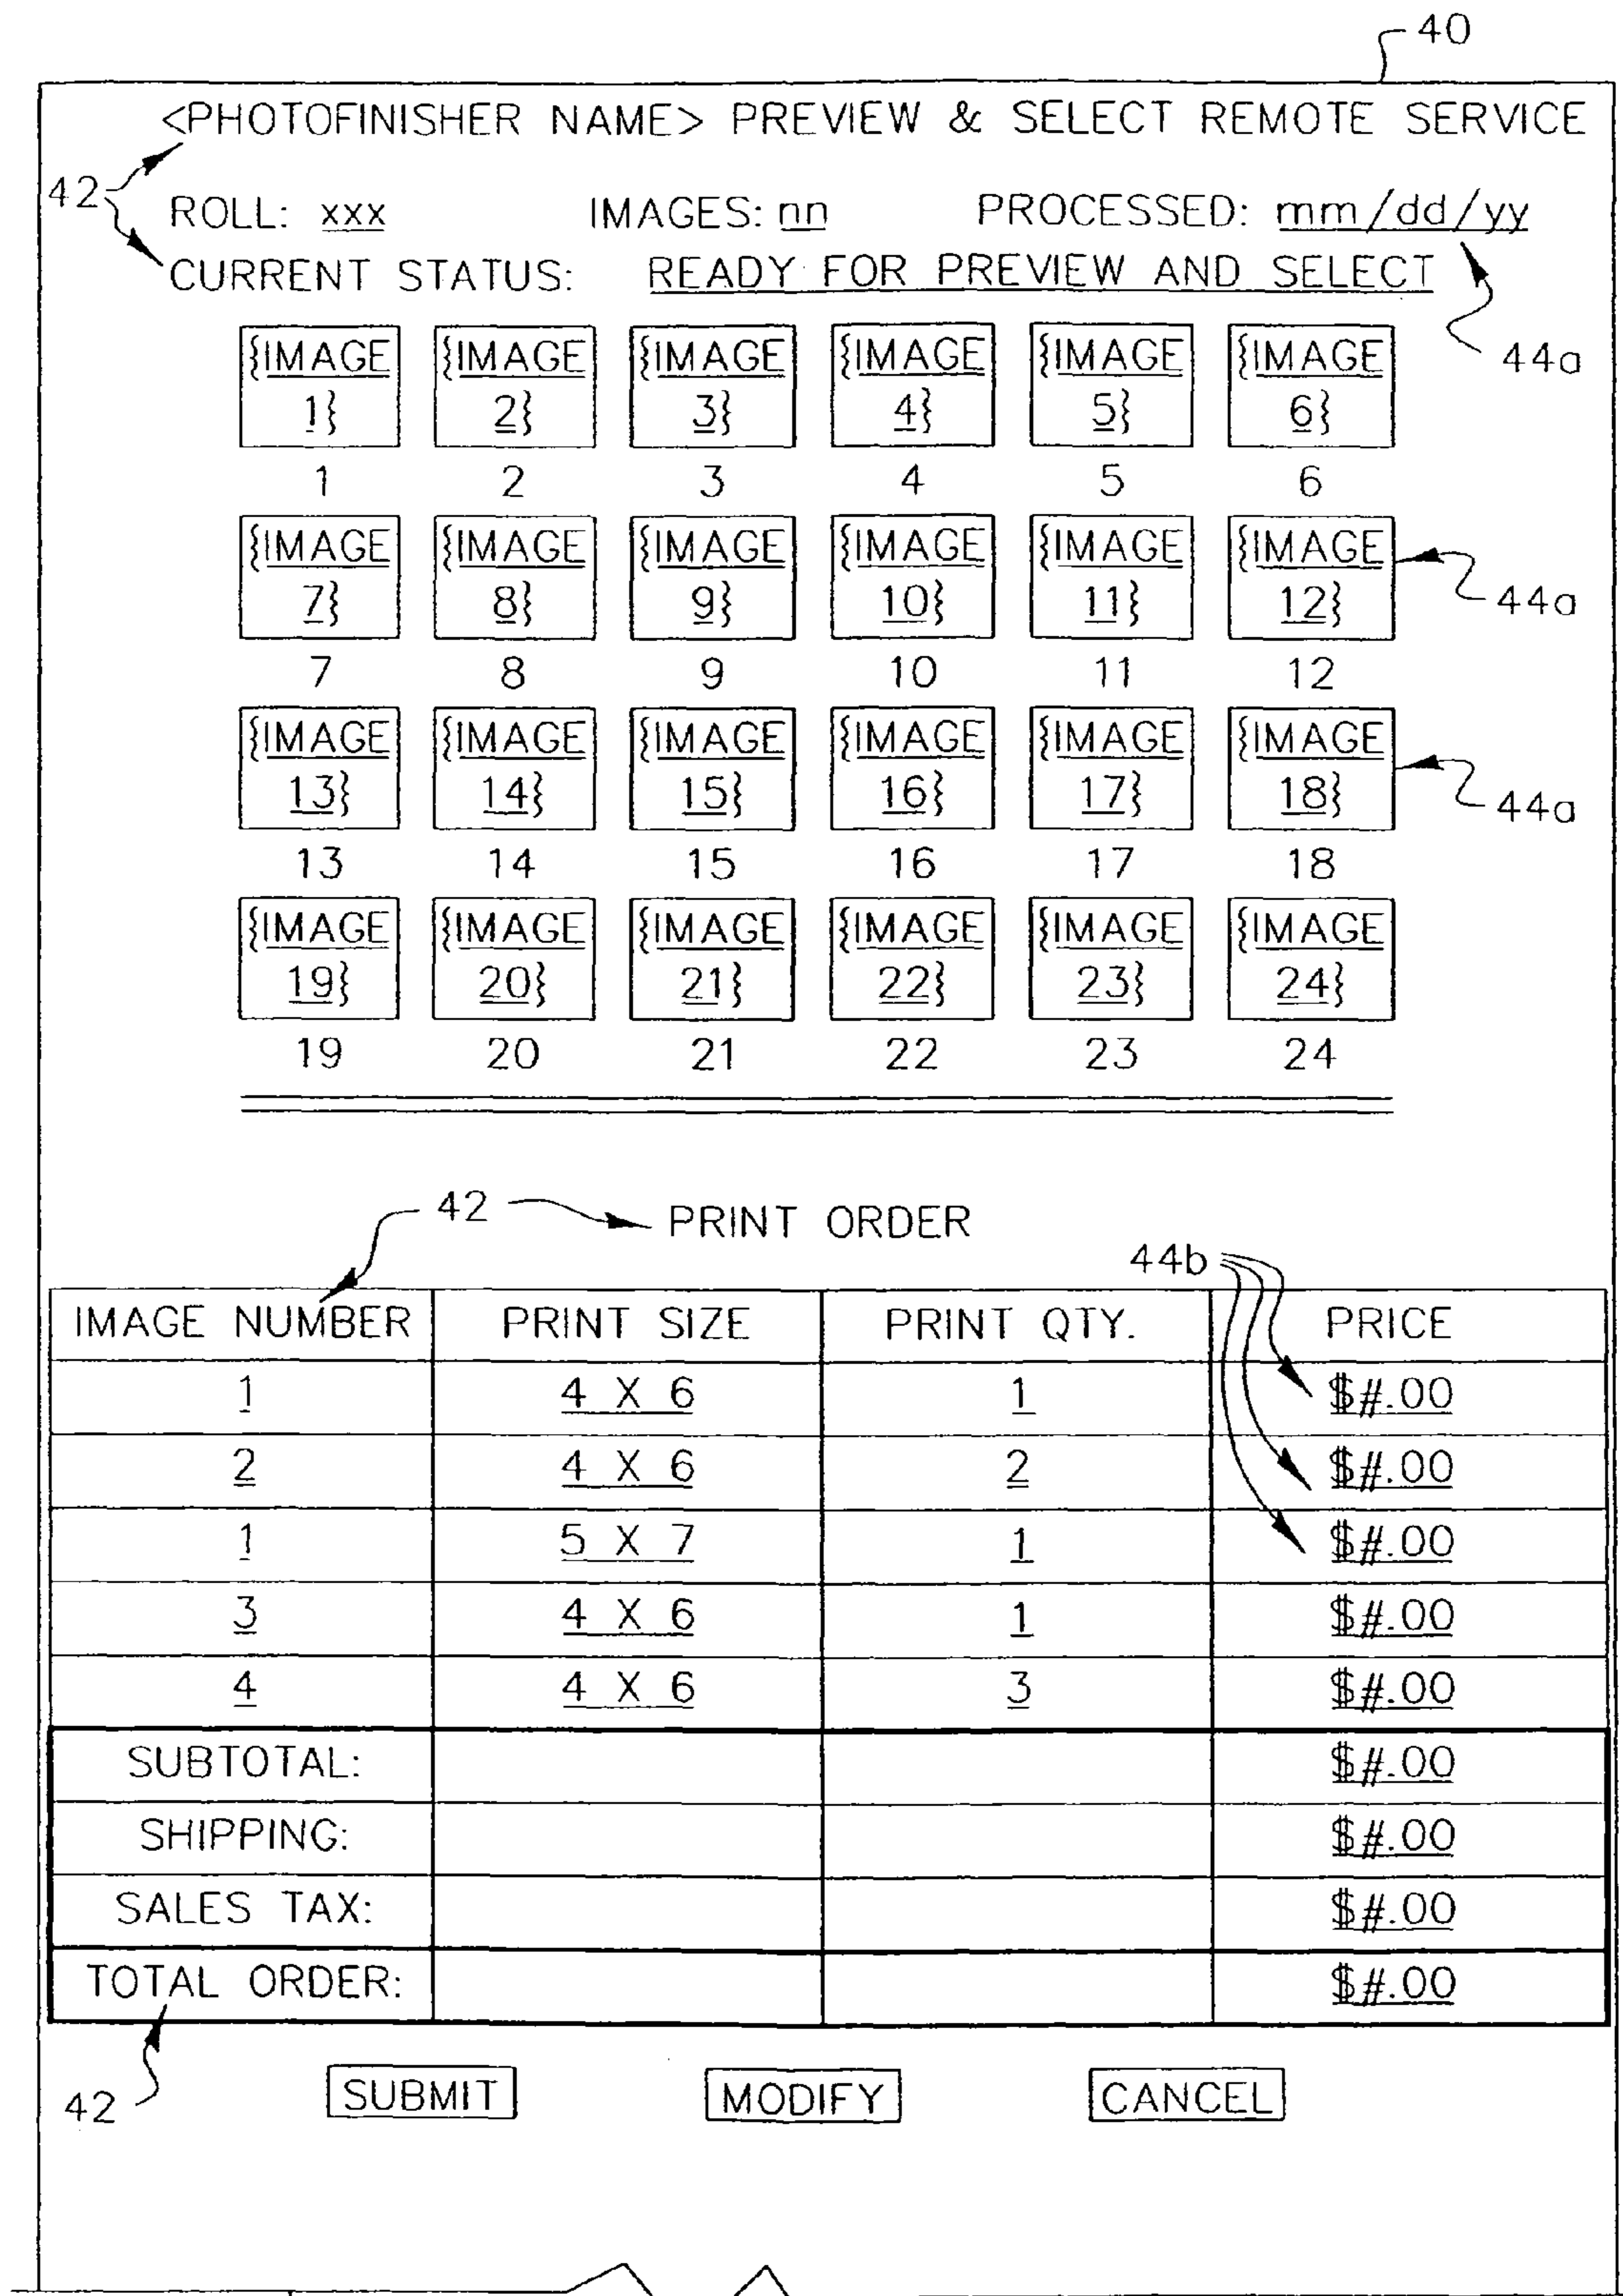 40
<PHOTOFINISHER NAME> PREVIEW & SELECT REMOTE SERVICE
42
ROLL: xxx IMAGES: nn PROCESSED: mm/dd/yy
CURRENT STATUS: READY FOR PREVIEW AND SELECT
44a
{IMAGE {IMAGE {IMAGE {IMAGE {IMAGE {IMAGE
1} 2} 3} 4} 5} 6}
1 2 3 4 5 6
{IMAGE {IMAGE {IMAGE {IMAGE {IMAGE {IMAGE
7} 8} 9} 10} 11} 12}
44a
7 8 9 10 11 12
{IMAGE {IMAGE {IMAGE {IMAGE {IMAGE {IMAGE
13} 14} 15} 16} 17} 18}
44a
13 14 15 16 17 18
{IMAGE {IMAGE {IMAGE {IMAGE {IMAGE {IMAGE
19} 20} 21} 22} 23} 24}
19 20 21 22 23 24
42 PRINT ORDER
44b
IMAGE NUMBER PRINT SIZE PRINT QTY. PRICE
1 4 X 6 1 $#.00
2 4 X 6 2 $#.00
1 5 X 7 1 $#.00
3 4 X 6 1 $#.00
4 4 X 6 3 $#.00
SUBTOTAL: $#.00
SHIPPING: $#.00
SALES TAX: $#.00
TOTAL ORDER: $#.00
42
SUBMIT MODIFY CANCEL